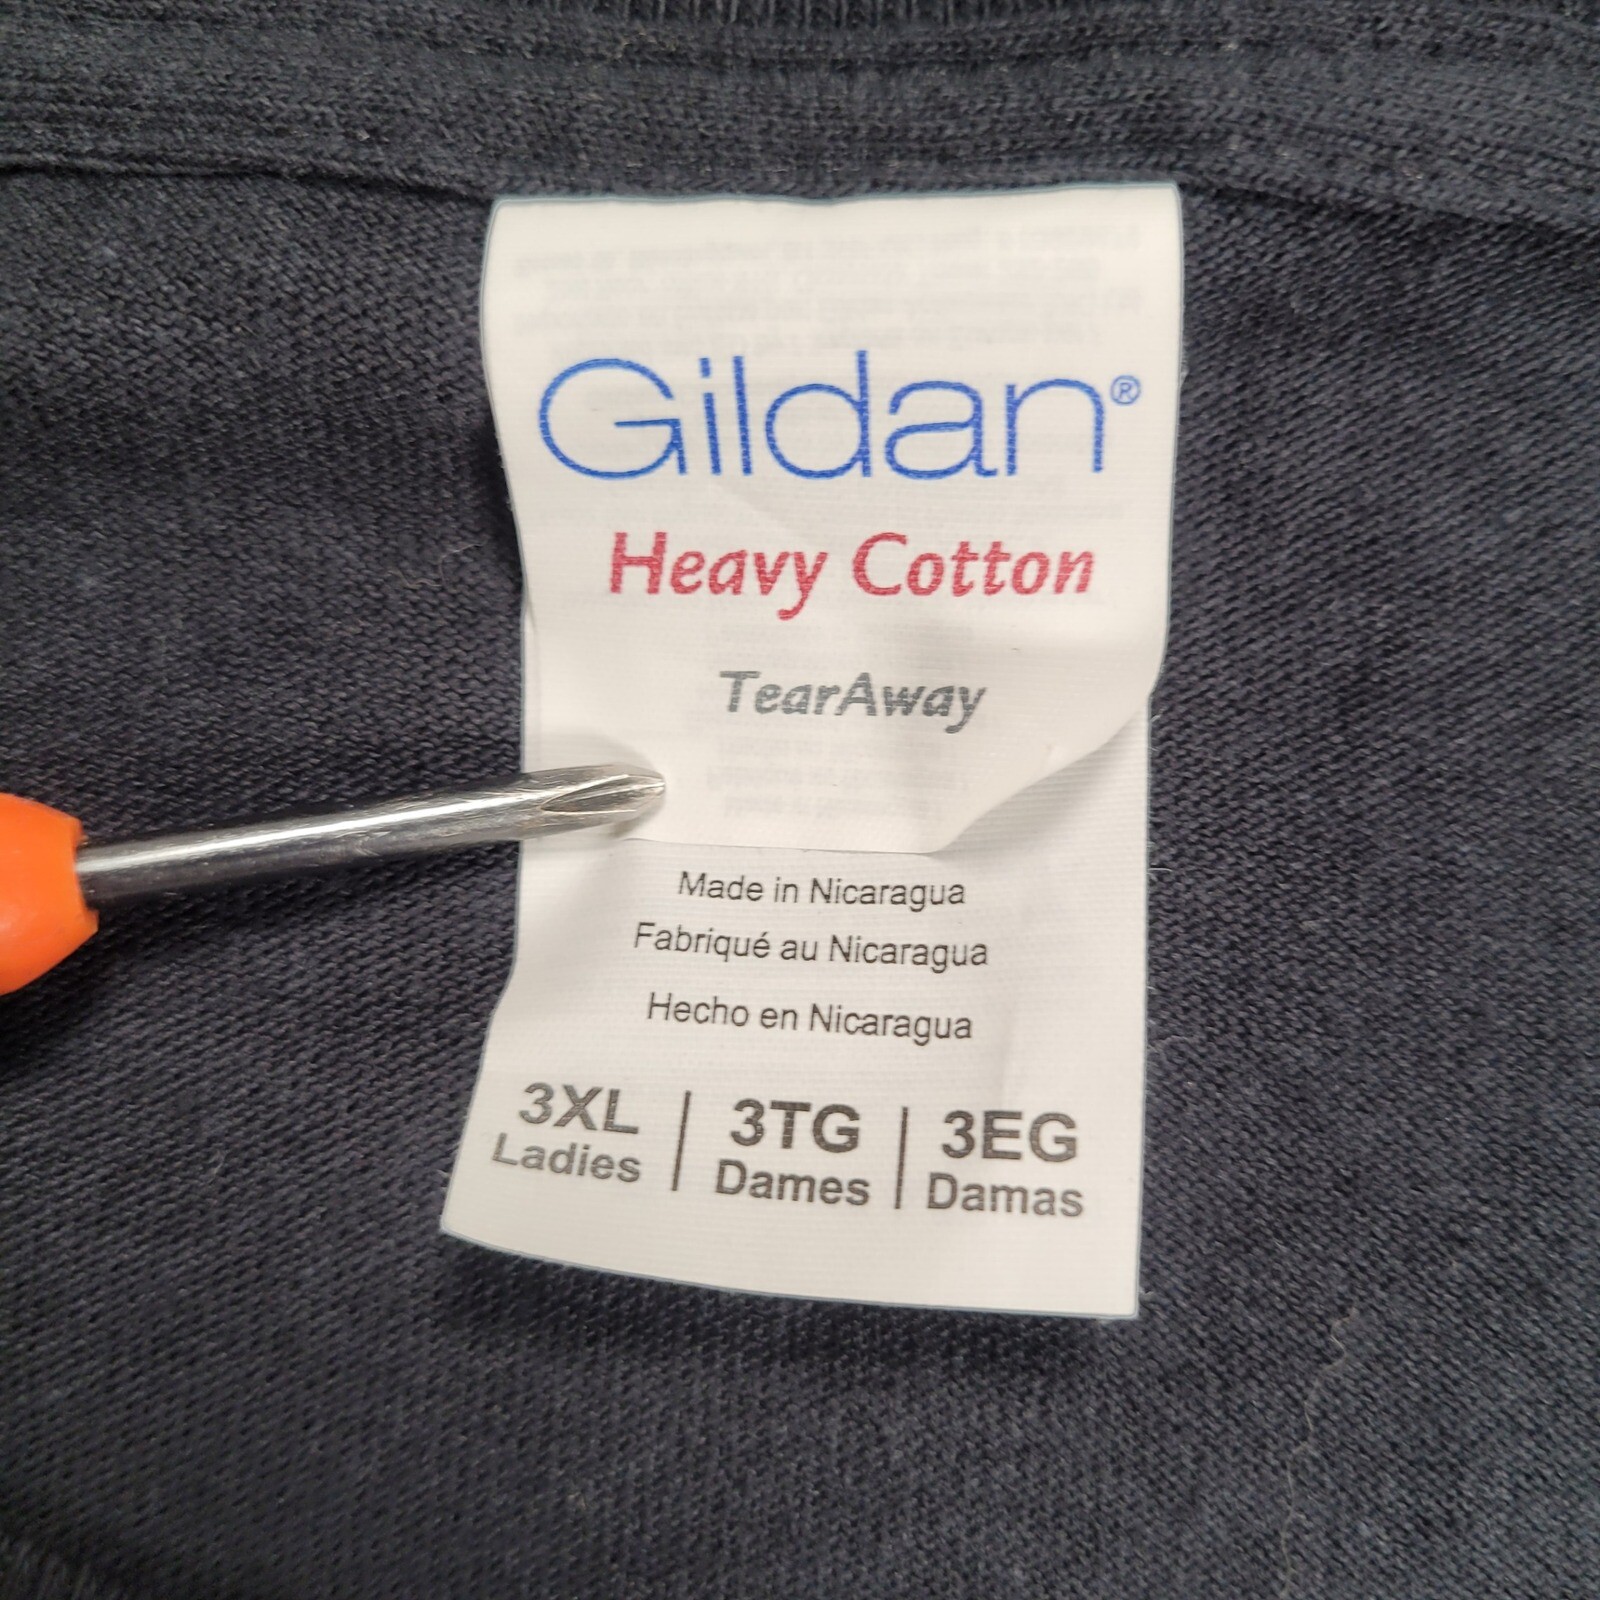 Gildan®
Heavy Cotton
TearAway
Made in Nicaragua
Fabriqué au Nicaragua
Hecho en Nicaragua
3XL | 3TG | 3EG
Ladies | Dames | Damas